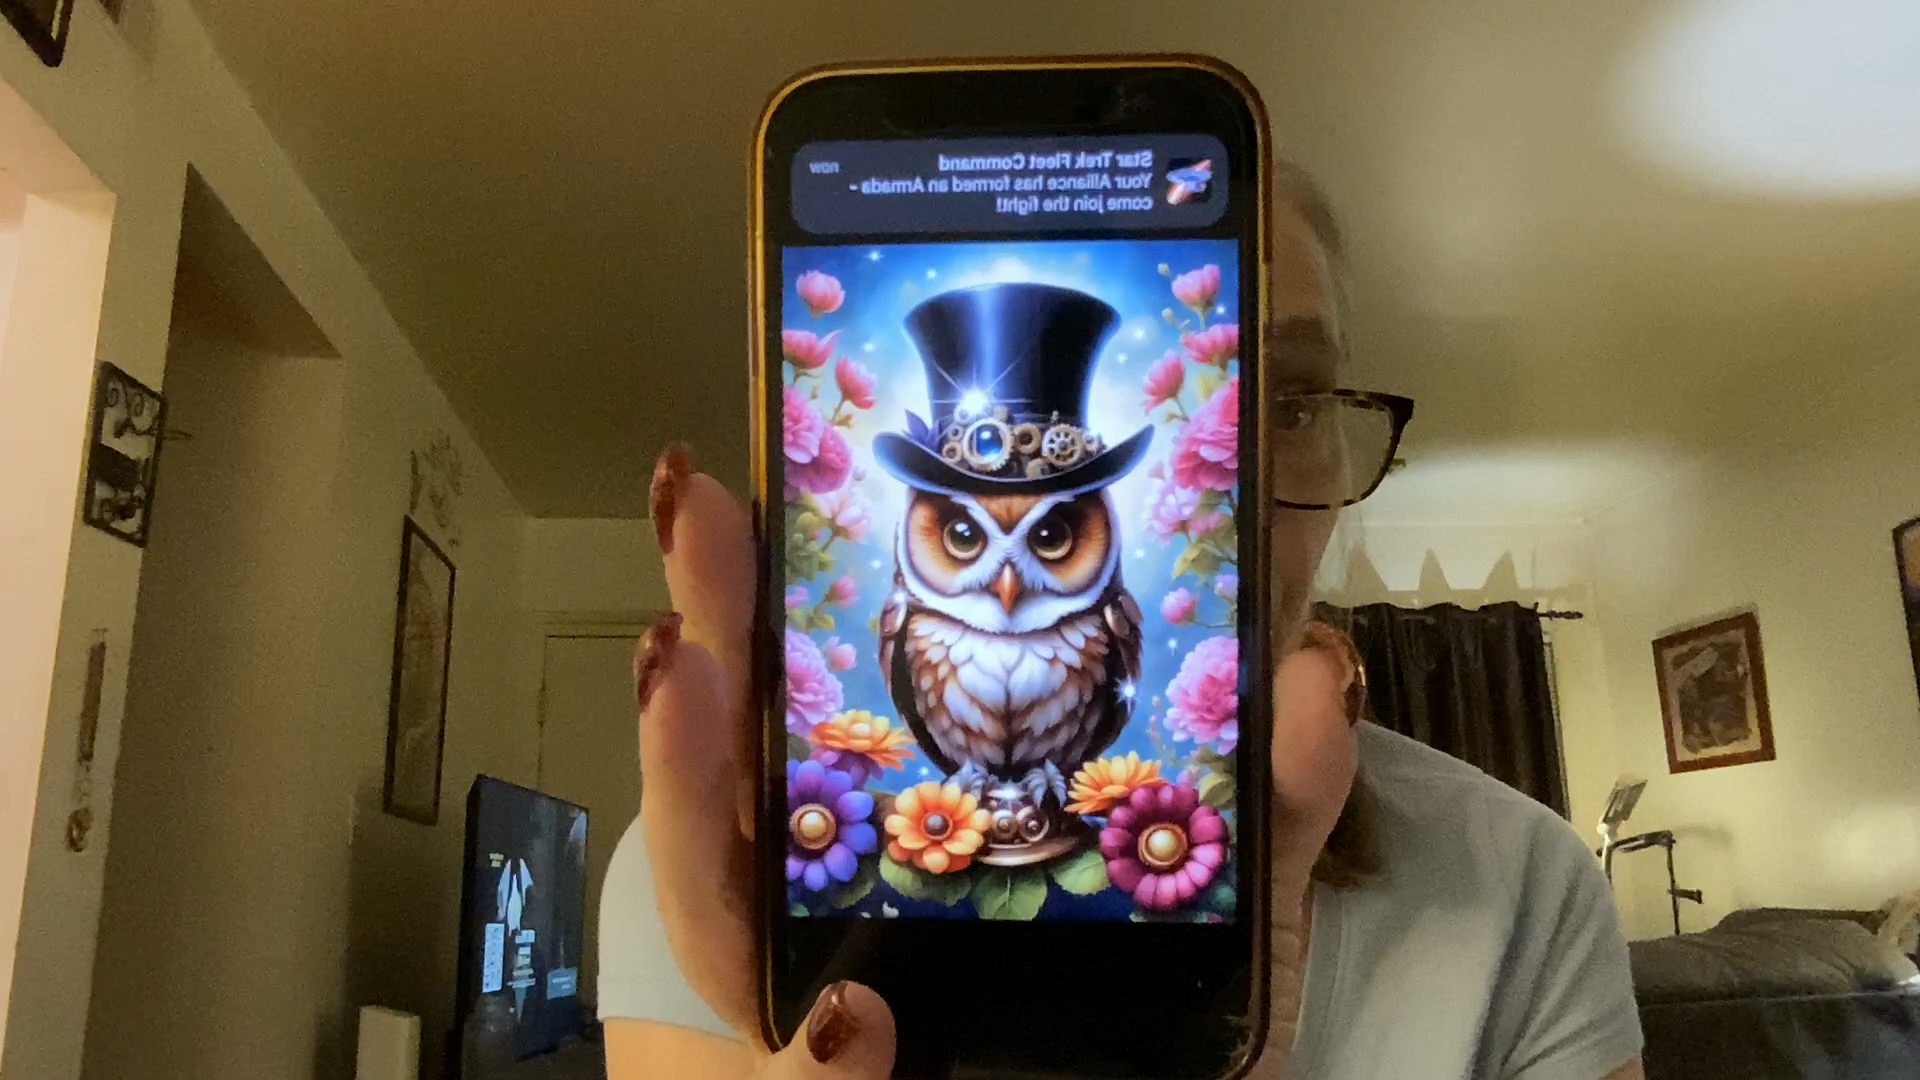 Star Trek Fleet Command now
Your Alliance has formed an Armada -
come join the fight!